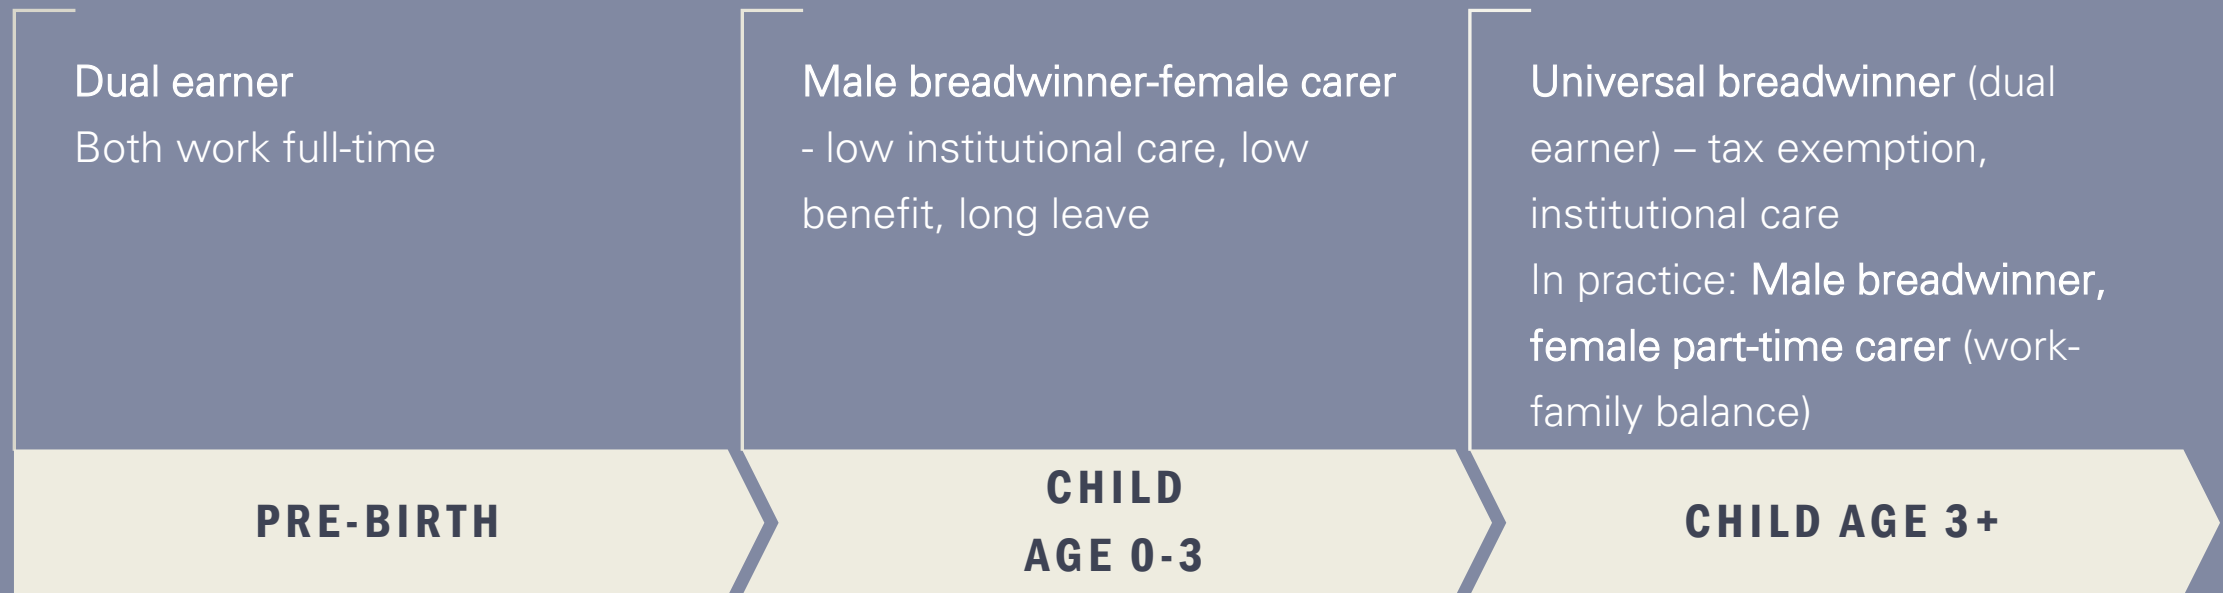 Dual earner
Both work full-time
Male breadwinner-female carer
- low institutional care, low
benefit, long leave
Universal breadwinner (dual
earner) – tax exemption,
institutional care
In practice: Male breadwinner,
female part-time carer (work-
family balance)
PRE-BIRTH
CHILD
AGE 0-3
CHILD AGE 3+